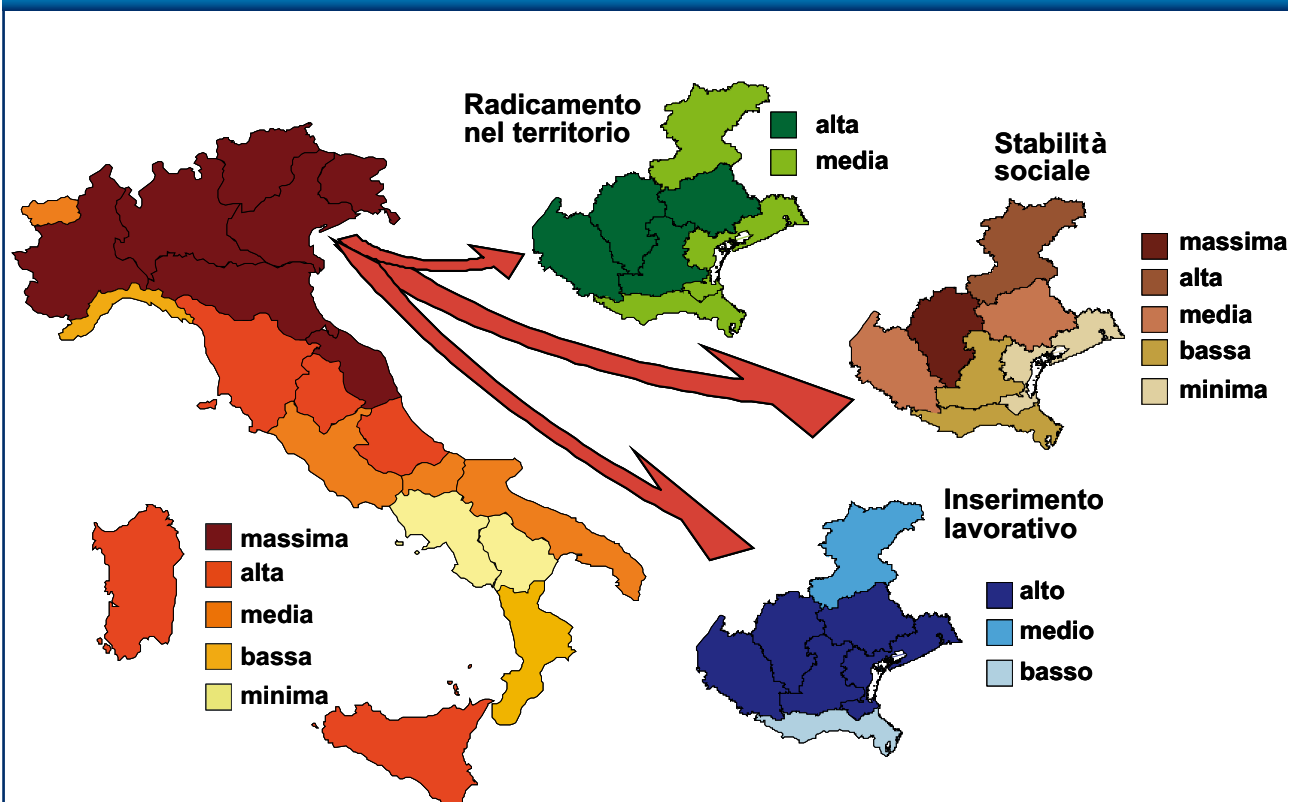 Radicamento
nel territorio
alta
media
Stabilità
sociale
massima
alta
media
bassa
minima
Inserimento
lavorativo
alto
medio
basso
massima
alta
media
bassa
minima